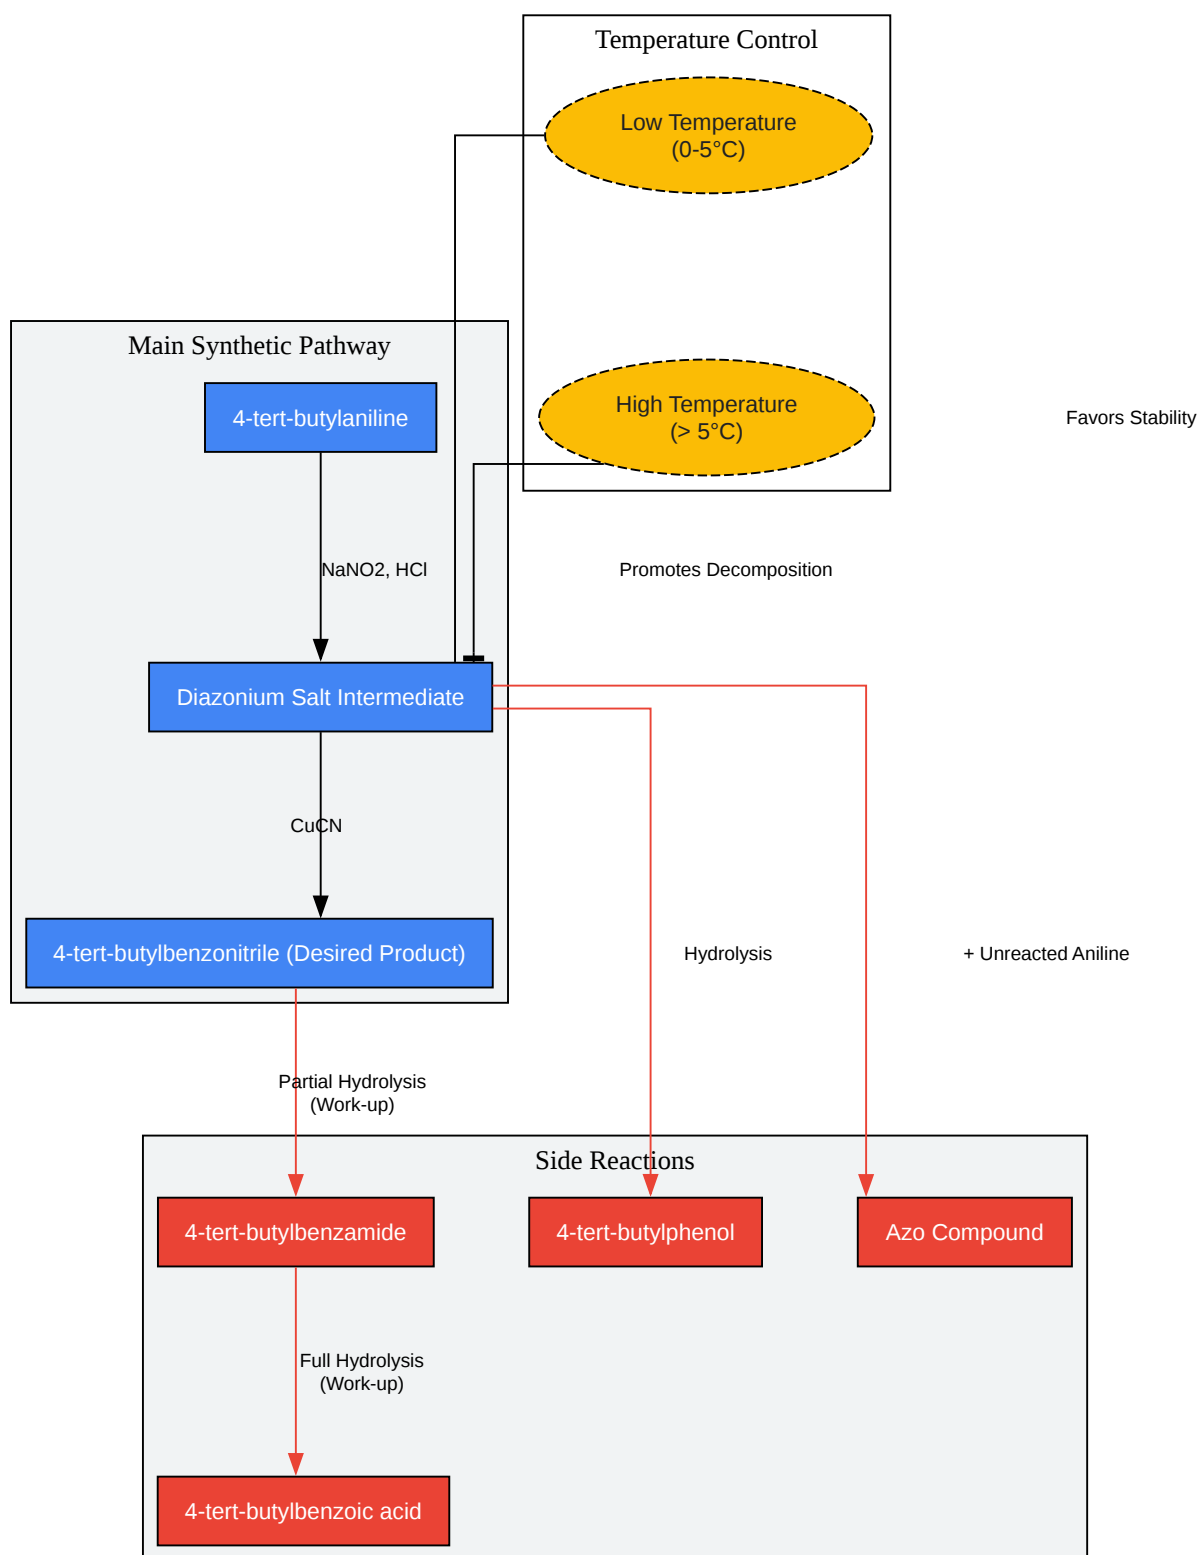 Temperature Control
Low Temperature
(0-5°C)
Main Synthetic Pathway
4-tert-butylaniline
High Temperature
(> 5°C)
Favors Stability
NaNO2, HCl
Promotes Decomposition
Diazonium Salt Intermediate
CuCN
4-tert-butylbenzonitrile (Desired Product)
Hydrolysis
+ Unreacted Aniline
Partial Hydrolysis
(Work-up)
Side Reactions
4-tert-butylbenzamide
4-tert-butylphenol
Azo Compound
Full Hydrolysis
(Work-up)
4-tert-butylbenzoic acid